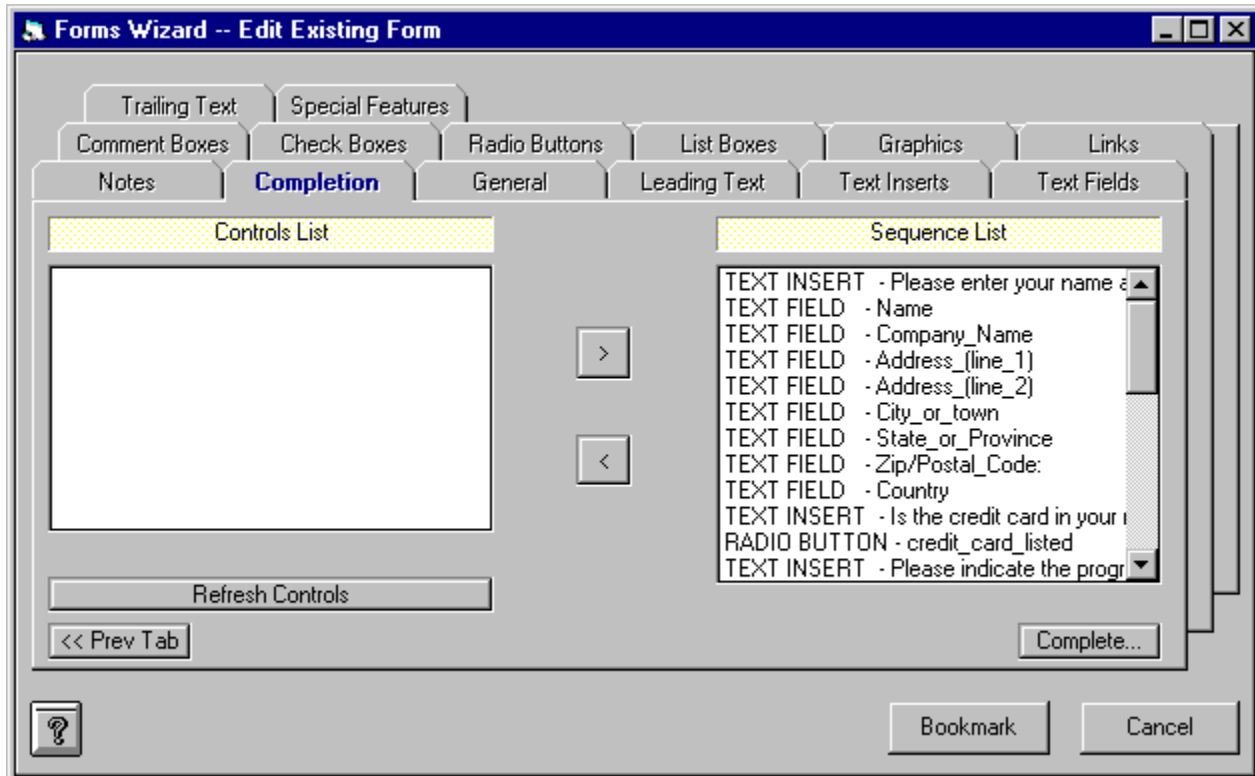 Forms Wizard -- Edit Existing Form
Trailing Text Special Features
Comment Boxes Check Boxes Radio Buttons List Boxes Graphics Links
Notes Completion General Leading Text Text Inserts Text Fields
Controls List Sequence List
TEXT INSERT - Please enter your name a
TEXT FIELD - Name
TEXT FIELD - Company_Name
TEXT FIELD - Address_(line_1)
TEXT FIELD - Address_(line_2)
TEXT FIELD - City_or_town
TEXT FIELD - State_or_Province
TEXT FIELD - Zip/Postal_Code:
TEXT FIELD - Country
TEXT INSERT - Is the credit card in your
RADIO BUTTON - credit_card_listed
TEXT INSERT - Please indicate the progr
>
<
Refresh Controls
<< Prev Tab Complete...
? Bookmark Cancel